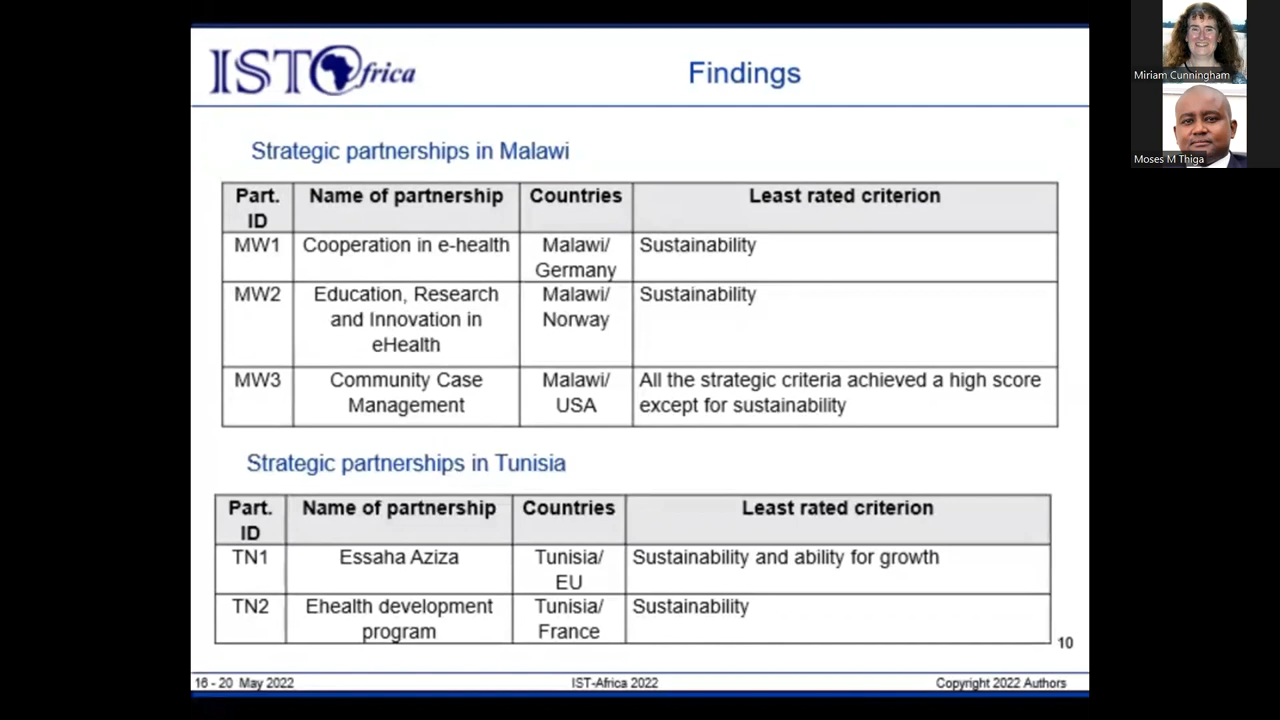 IST Africa
Findings
Miriam Cunningham
Moses M Thiga
Strategic partnerships in Malawi
Part. ID Name of partnership Countries Least rated criterion
MW1 Cooperation in e-health Malawi/ Germany Sustainability
MW2 Education, Research and Innovation in eHealth Malawi/ Norway Sustainability
MW3 Community Case Management Malawi/ USA All the strategic criteria achieved a high score except for sustainability
Strategic partnerships in Tunisia
Part. ID Name of partnership Countries Least rated criterion
TN1 Essaha Aziza Tunisia/ EU Sustainability and ability for growth
TN2 Ehealth development program Tunisia/ France Sustainability
10
16 - 20 May 2022
IST-Africa 2022
Copyright 2022 Authors